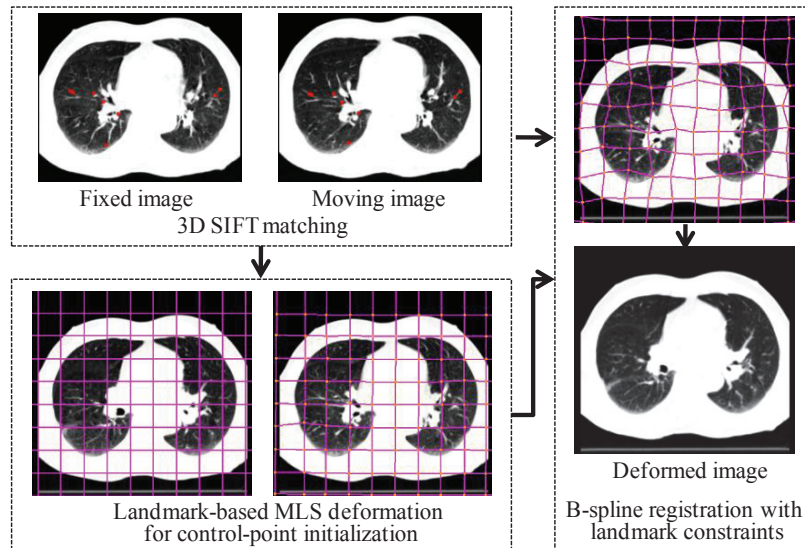 Fixed image
Moving image
3D SIFT matching
Landmark-based MLS deformation
for control-point initialization
Deformed image
B-spline registration with
landmark constraints